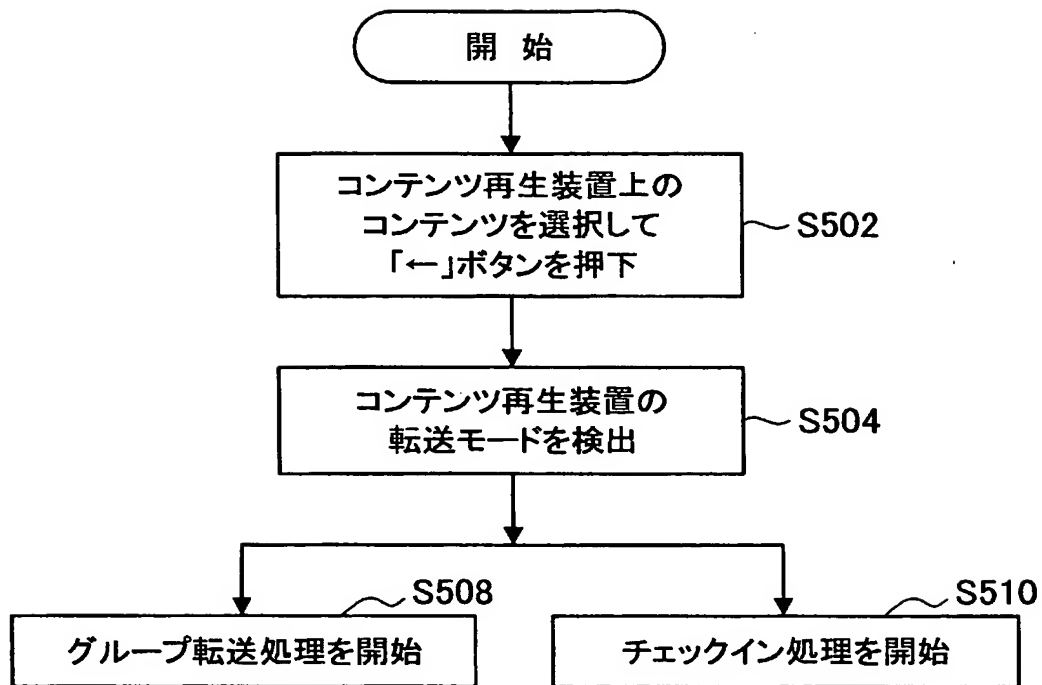 開 始
コンテンツ再生装置上の
コンテンツを選択して
「←」ボタンを押下
S502
コンテンツ再生装置の
転送モードを検出
S504
S508
グループ転送処理を開始
S510
チェックイン処理を開始